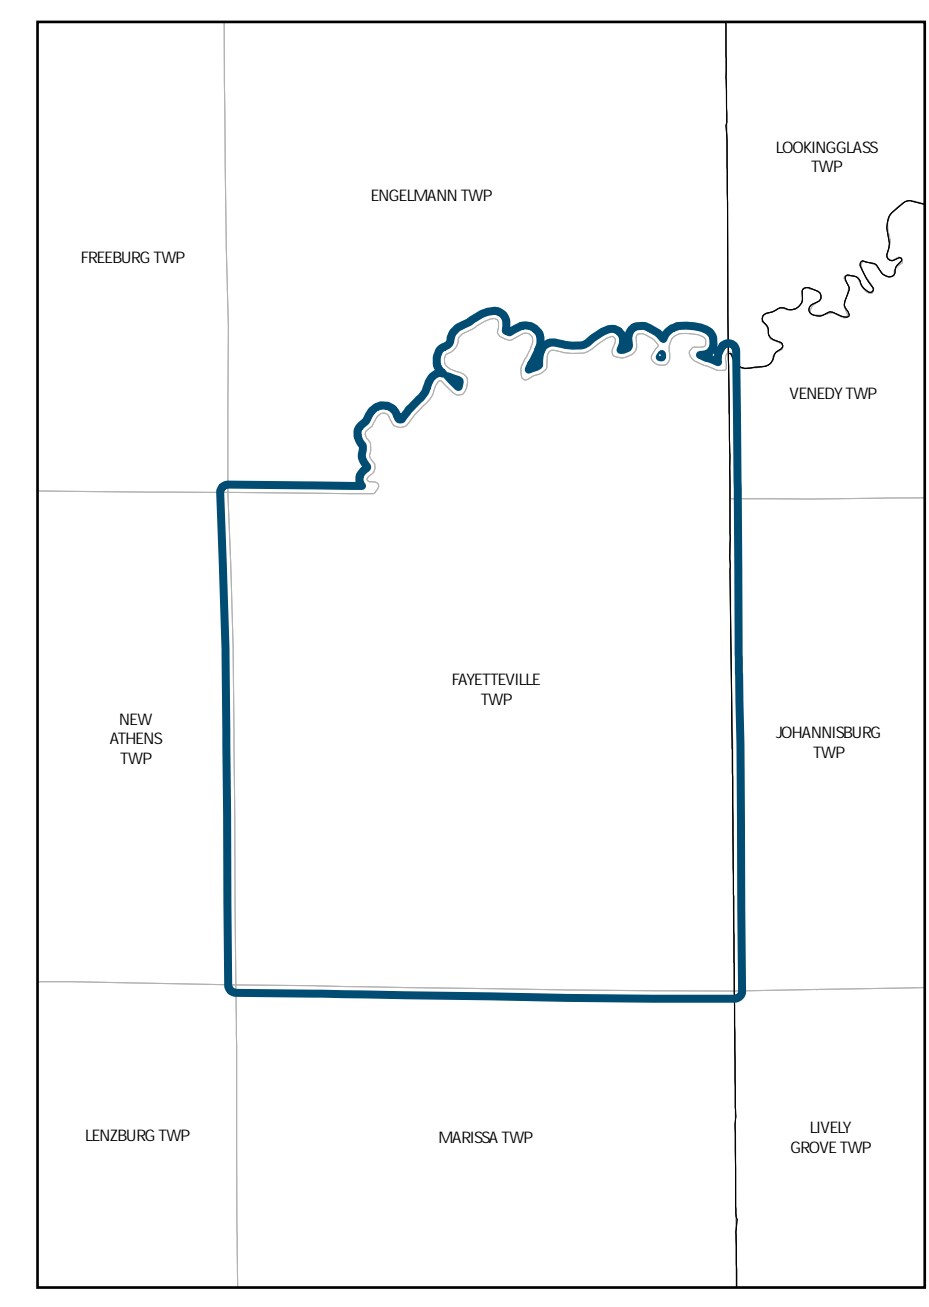 LOOKINGGLASS
TWP
ENGELMANN TWP
FREEBURG TWP
VENEDY TWP
FAYETTEVILLE
TWP
NEW
ATHENS
TWP
JOHANNISBURG
TWP
LENZBURG TWP
MARISSA TWP
LIVELY
GROVE TWP